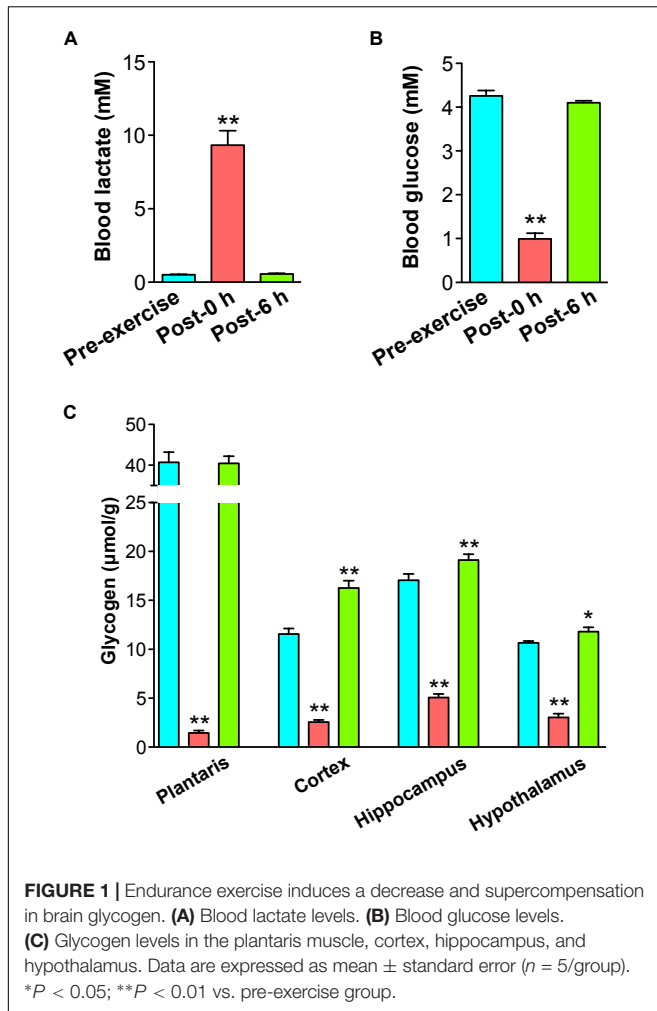 A
Blood lactate (mM)
15
10
5
0
**
Pre-exercise
Post-0 h
Post-6 h
B
Blood glucose (mM)
5
4
3
2
1
0
**
Pre-exercise
Post-0 h
Post-6 h
C
Glycogen (µmol/g)
50
40
25
20
15
10
5
0
**
**
**
**
**
**
*
Plantaris
Cortex
Hippocampus
Hypothalamus
FIGURE 1 | Endurance exercise induces a decrease and supercompensation
in brain glycogen. (A) Blood lactate levels. (B) Blood glucose levels.
(C) Glycogen levels in the plantaris muscle, cortex, hippocampus, and
hypothalamus. Data are expressed as mean ± standard error (n = 5/group).
*P < 0.05; **P < 0.01 vs. pre-exercise group.